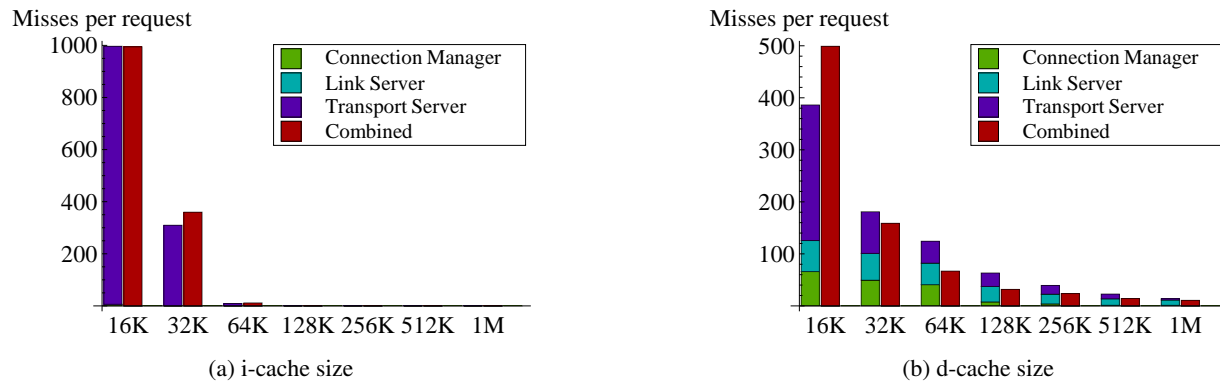 Misses per request
1000
800
600
400
200
Connection Manager
Link Server
Transport Server
Combined
16K 32K 64K 128K 256K 512K 1M
(a) i-cache size
Misses per request
500
400
300
200
100
Connection Manager
Link Server
Transport Server
Combined
16K 32K 64K 128K 256K 512K 1M
(b) d-cache size